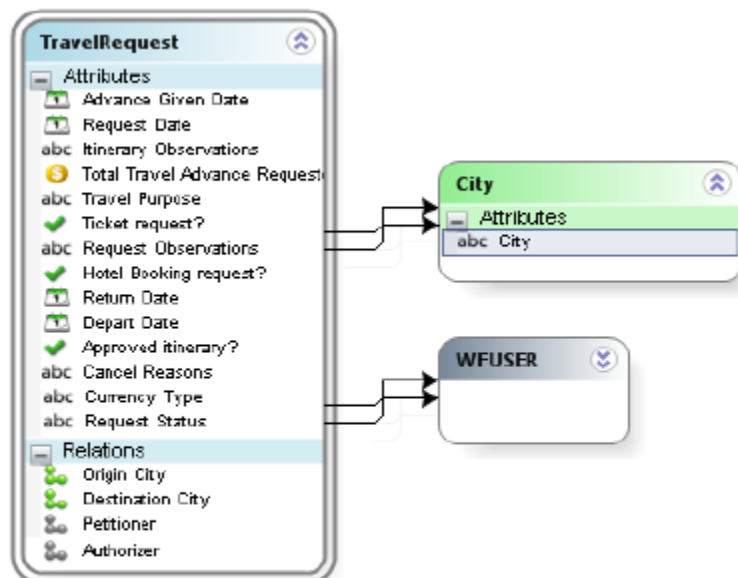 TravelRequest
Attributes
Advance Given Date
Request Date
abc Itinerary Observations
Total Travel Advance Request
abc Travel Purpose
Ticket request?
abc Request Observations
Hotel Booking request?
Return Date
Depart Date
Approved itinerary?
abc Cancel Reasons
abc Currency Type
abc Request Status
Relations
Origin City
Destination City
Petitioner
Authorizer
City
Attributes
abc City
WFUSER